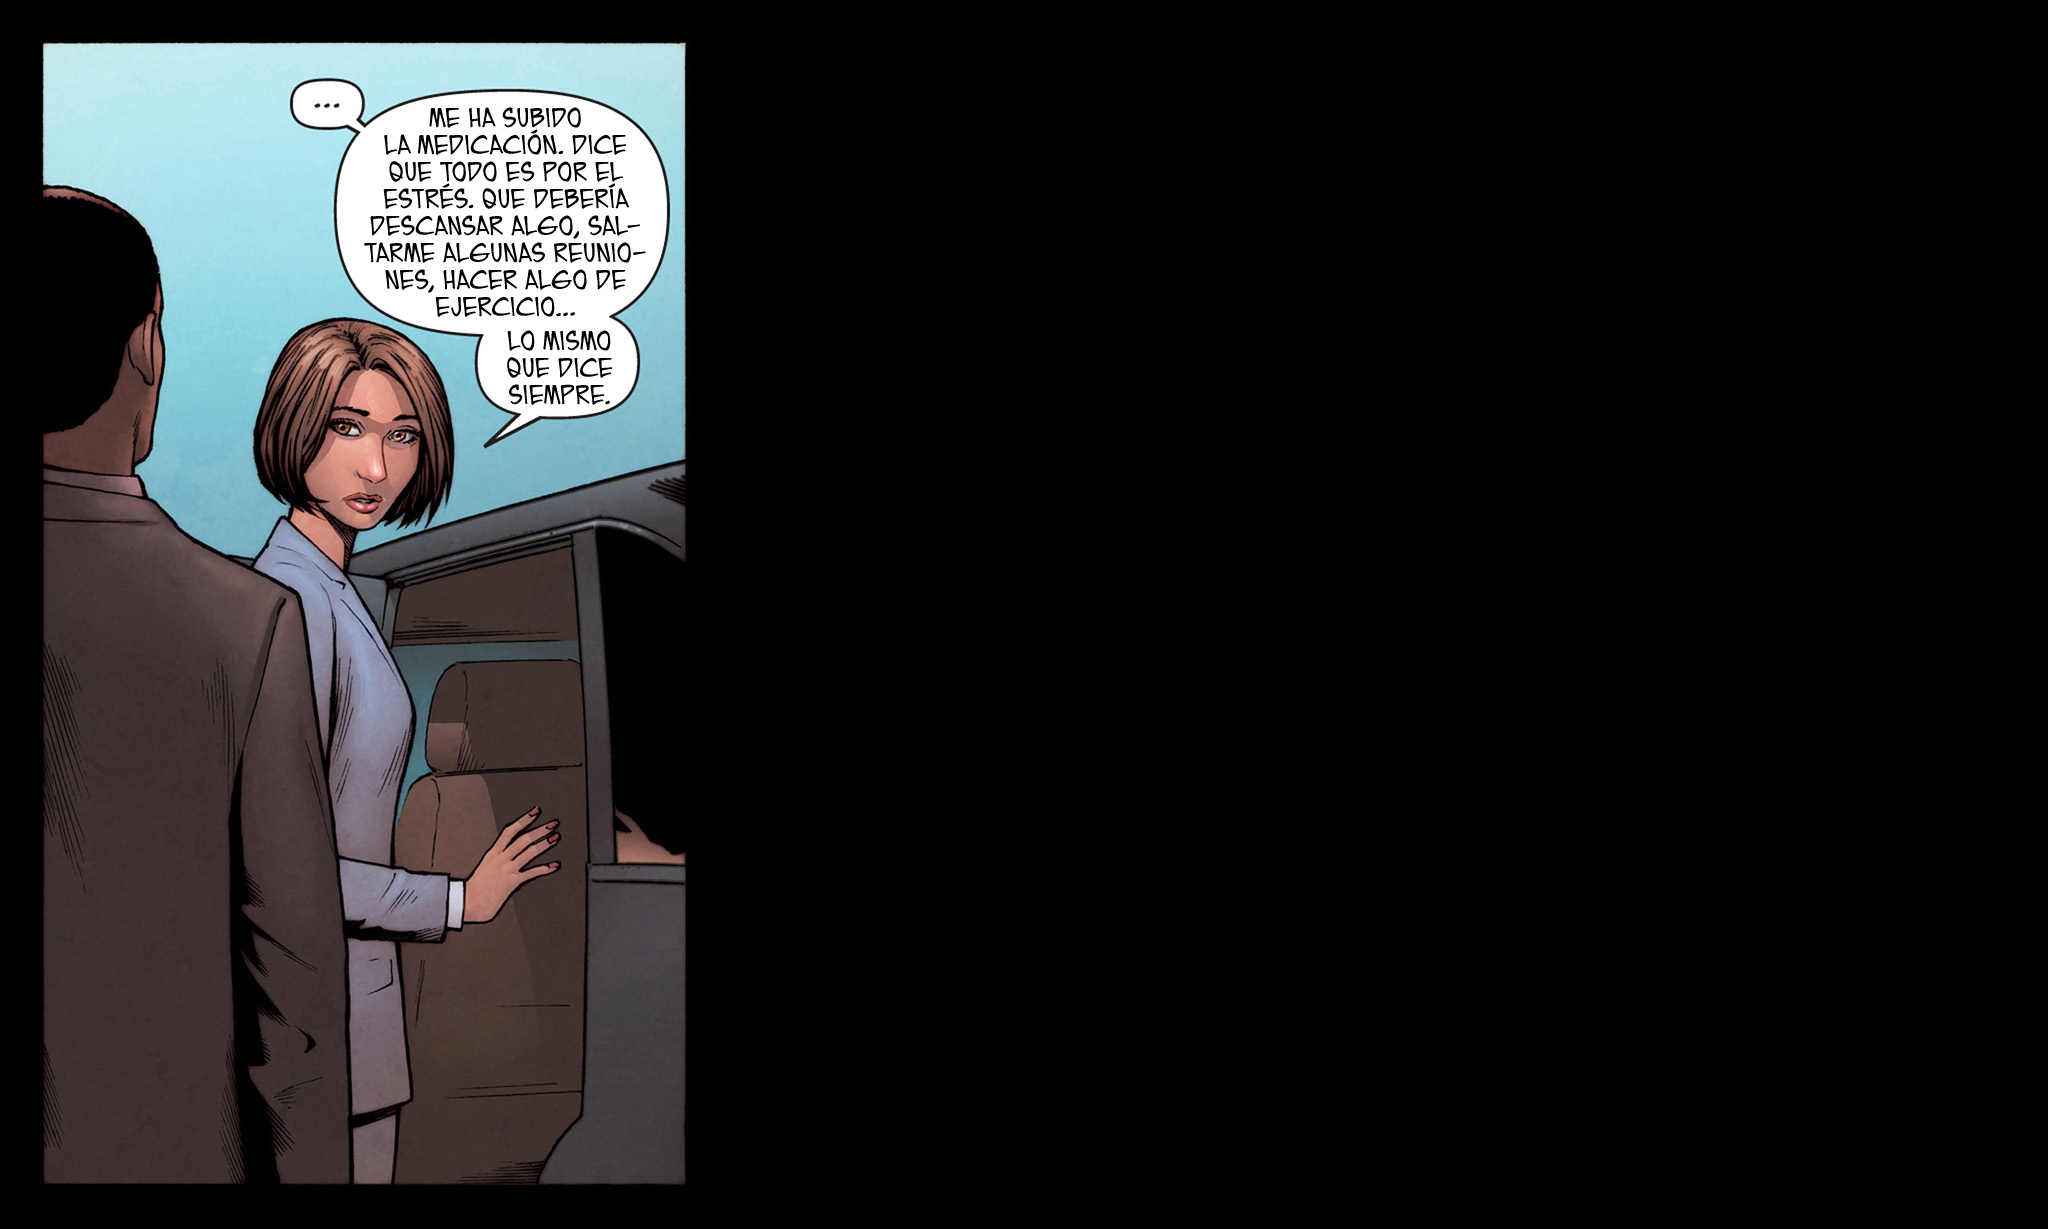 ...
ME HA SUBIDO
LA MEDICACIÓN. DICE
QUE TODO ES POR EL
ESTRÉS. QUE DEBERÍA
DESCANSAR ALGO, SAL-
TARME ALGUNAS REUNIO-
NES, HACER ALGO DE
EJERCICIO...
LO MISMO
QUE DICE
SIEMPRE.